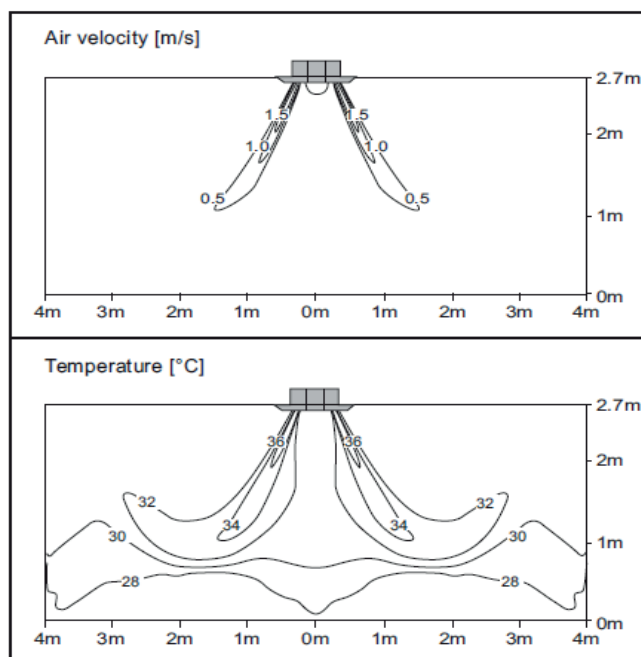 Air velocity [m/s]
2.7m
1.5 1.5
2m
1.0 1.0
0.5 0.5
1m
0m
4m 3m 2m 1m 0m 1m 2m 3m 4m
Temperature [°C]
2.7m
36 36
2m
32 32
34 34
30 30
1m
28 28
0m
4m 3m 2m 1m 0m 1m 2m 3m 4m